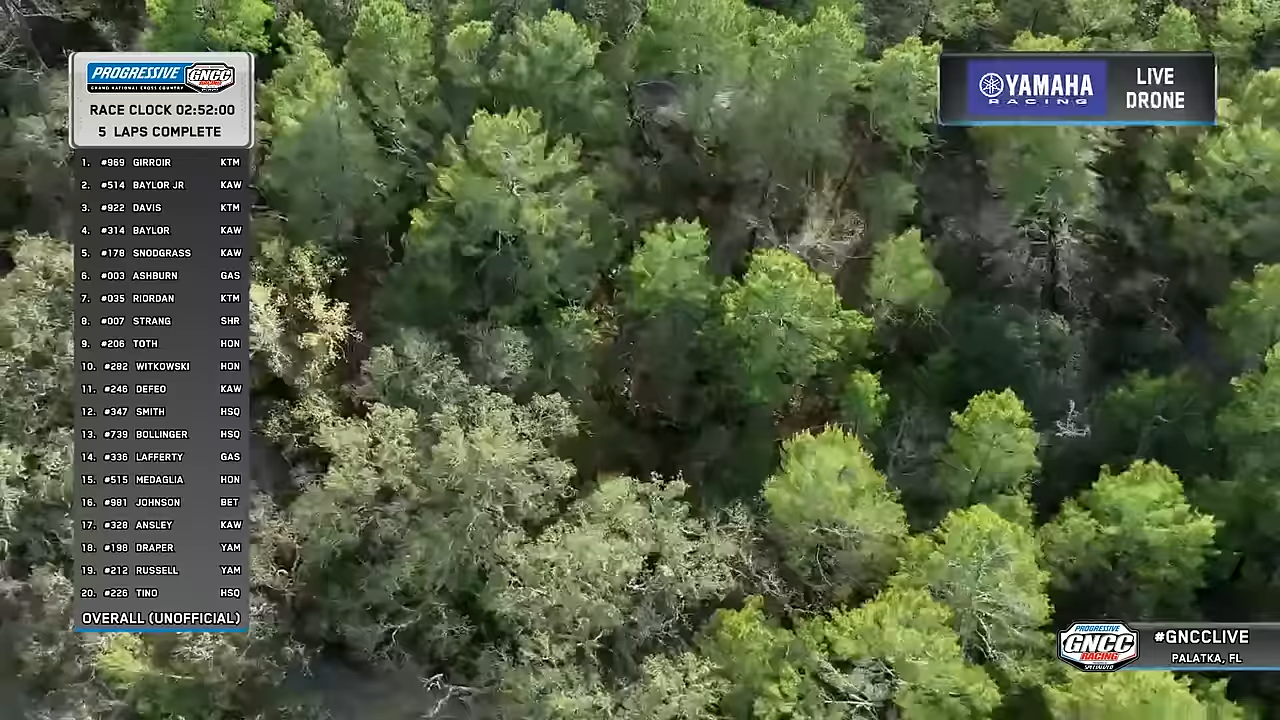 PROGRESSIVE GNCC RACING
GRAND NATIONAL CROSS COUNTRY
RACE CLOCK 02:52:00
5 LAPS COMPLETE
1. #969 GIRROIR KTM
2. #514 BAYLOR JR KAW
3. #922 DAVIS KTM
4. #314 BAYLOR KAW
5. #178 SNODGRASS KAW
6. #003 ASHBURN GAS
7. #035 RIORDAN KTM
8. #007 STRANG SHR
9. #206 TOTH HON
10. #282 WITKOWSKI HON
11. #246 DEFEO KAW
12. #347 SMITH HSQ
13. #739 BOLLINGER HSQ
14. #336 LAFFERTY GAS
15. #515 MEDAGLIA HON
16. #981 JOHNSON BET
17. #328 ANSLEY KAW
18. #198 DRAPER YAM
19. #212 RUSSELL YAM
20. #226 TINO HSQ
OVERALL (UNOFFICIAL)
YAMAHA
RACING
LIVE
DRONE
PROGRESSIVE
GNCC
RACING
SPECIALIZED
#GNCCLIVE
PALATKA, FL